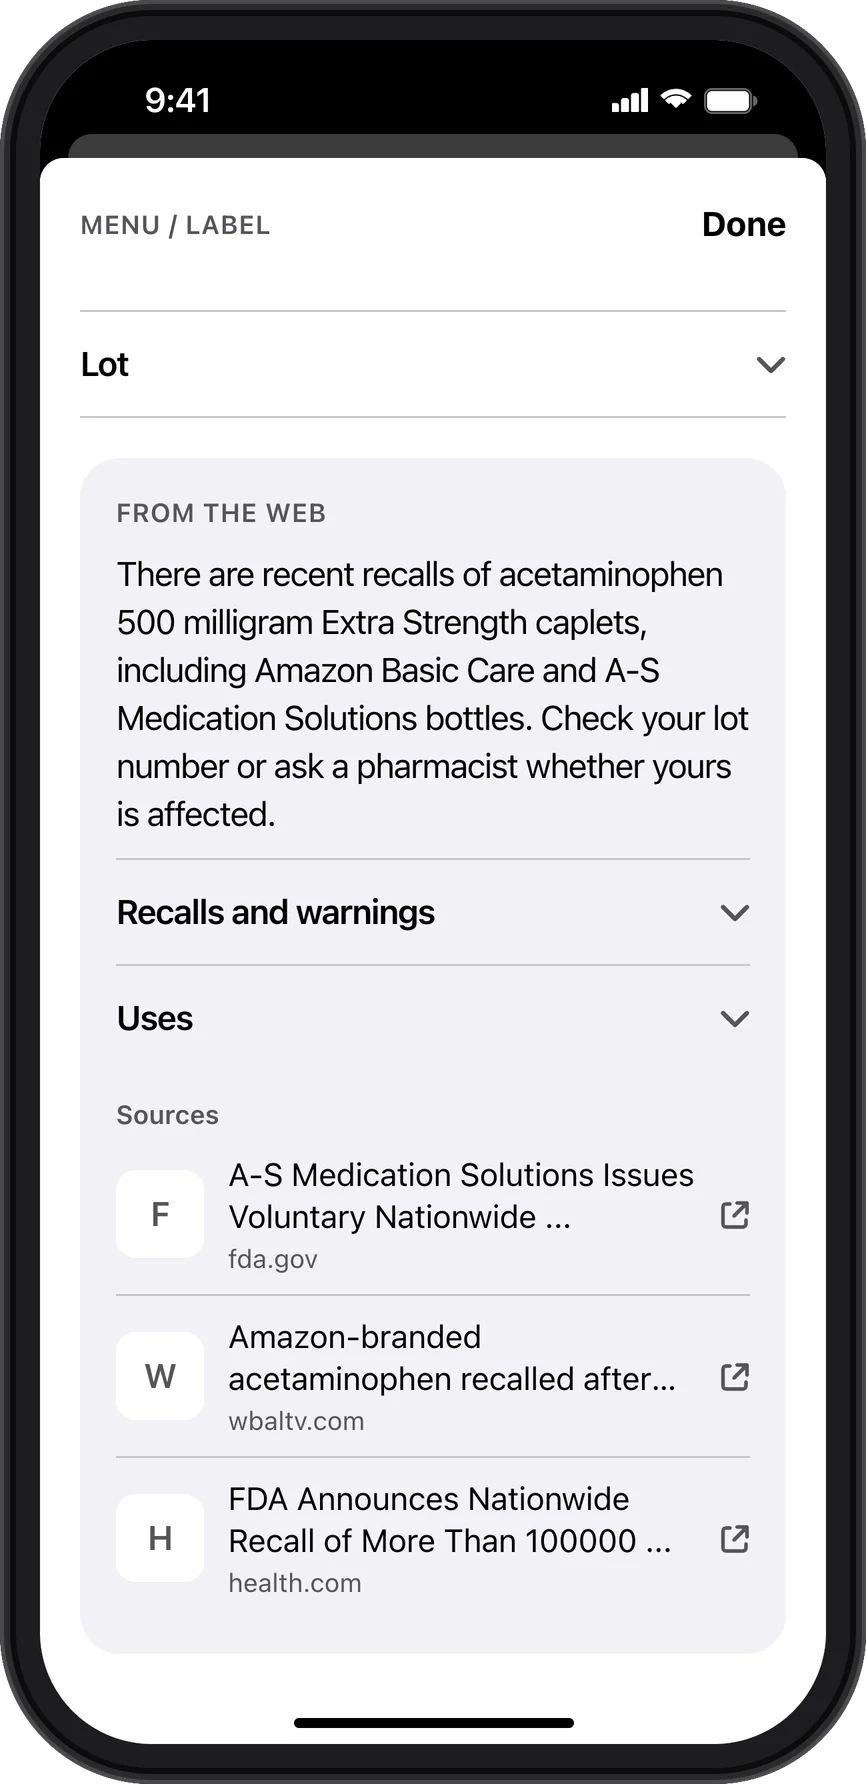 9:41
MENU / LABEL
Done
Lot
FROM THE WEB
There are recent recalls of acetaminophen
500 milligram Extra Strength caplets,
including Amazon Basic Care and A-S
Medication Solutions bottles. Check your lot
number or ask a pharmacist whether yours
is affected.
Recalls and warnings
Uses
Sources
F
A-S Medication Solutions Issues
Voluntary Nationwide ...
fda.gov
W
Amazon-branded
acetaminophen recalled after...
wbaltv.com
H
FDA Announces Nationwide
Recall of More Than 100000 ...
health.com